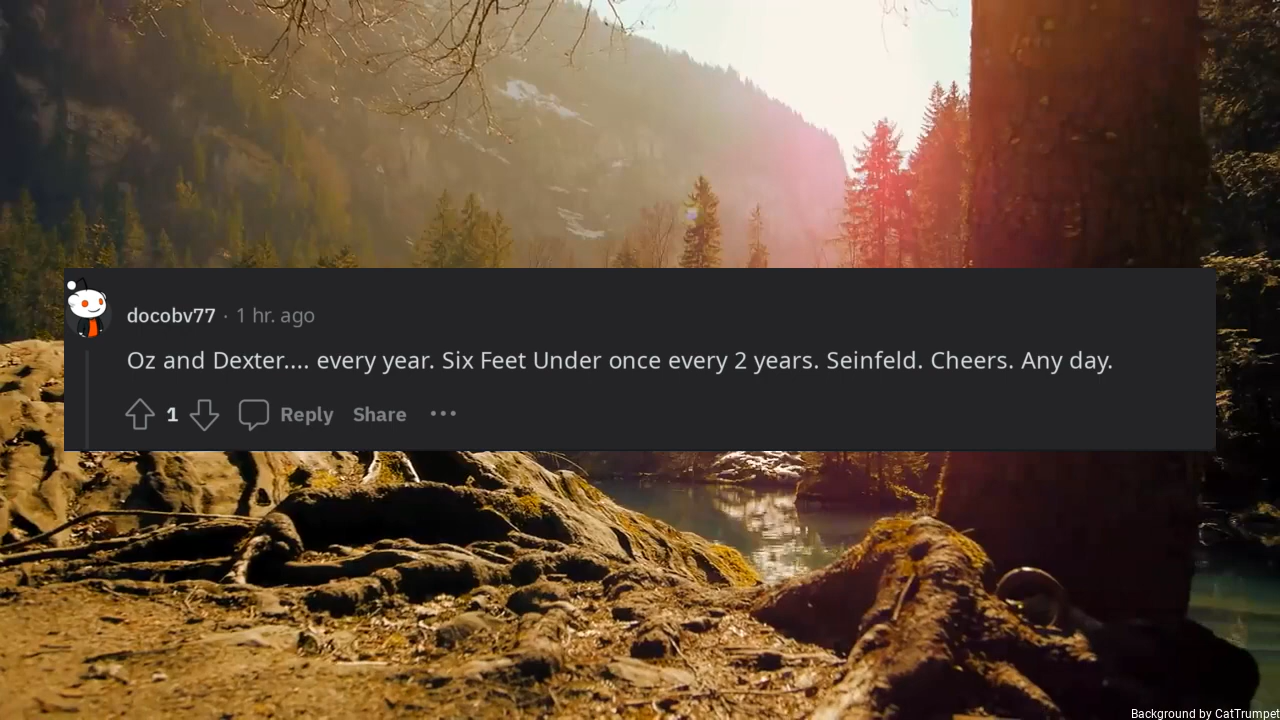 docobv77 · 1 hr. ago
Oz and Dexter.... every year. Six Feet Under once every 2 years. Seinfeld. Cheers. Any day.
1 Reply Share ···
Background by CatTrumpet